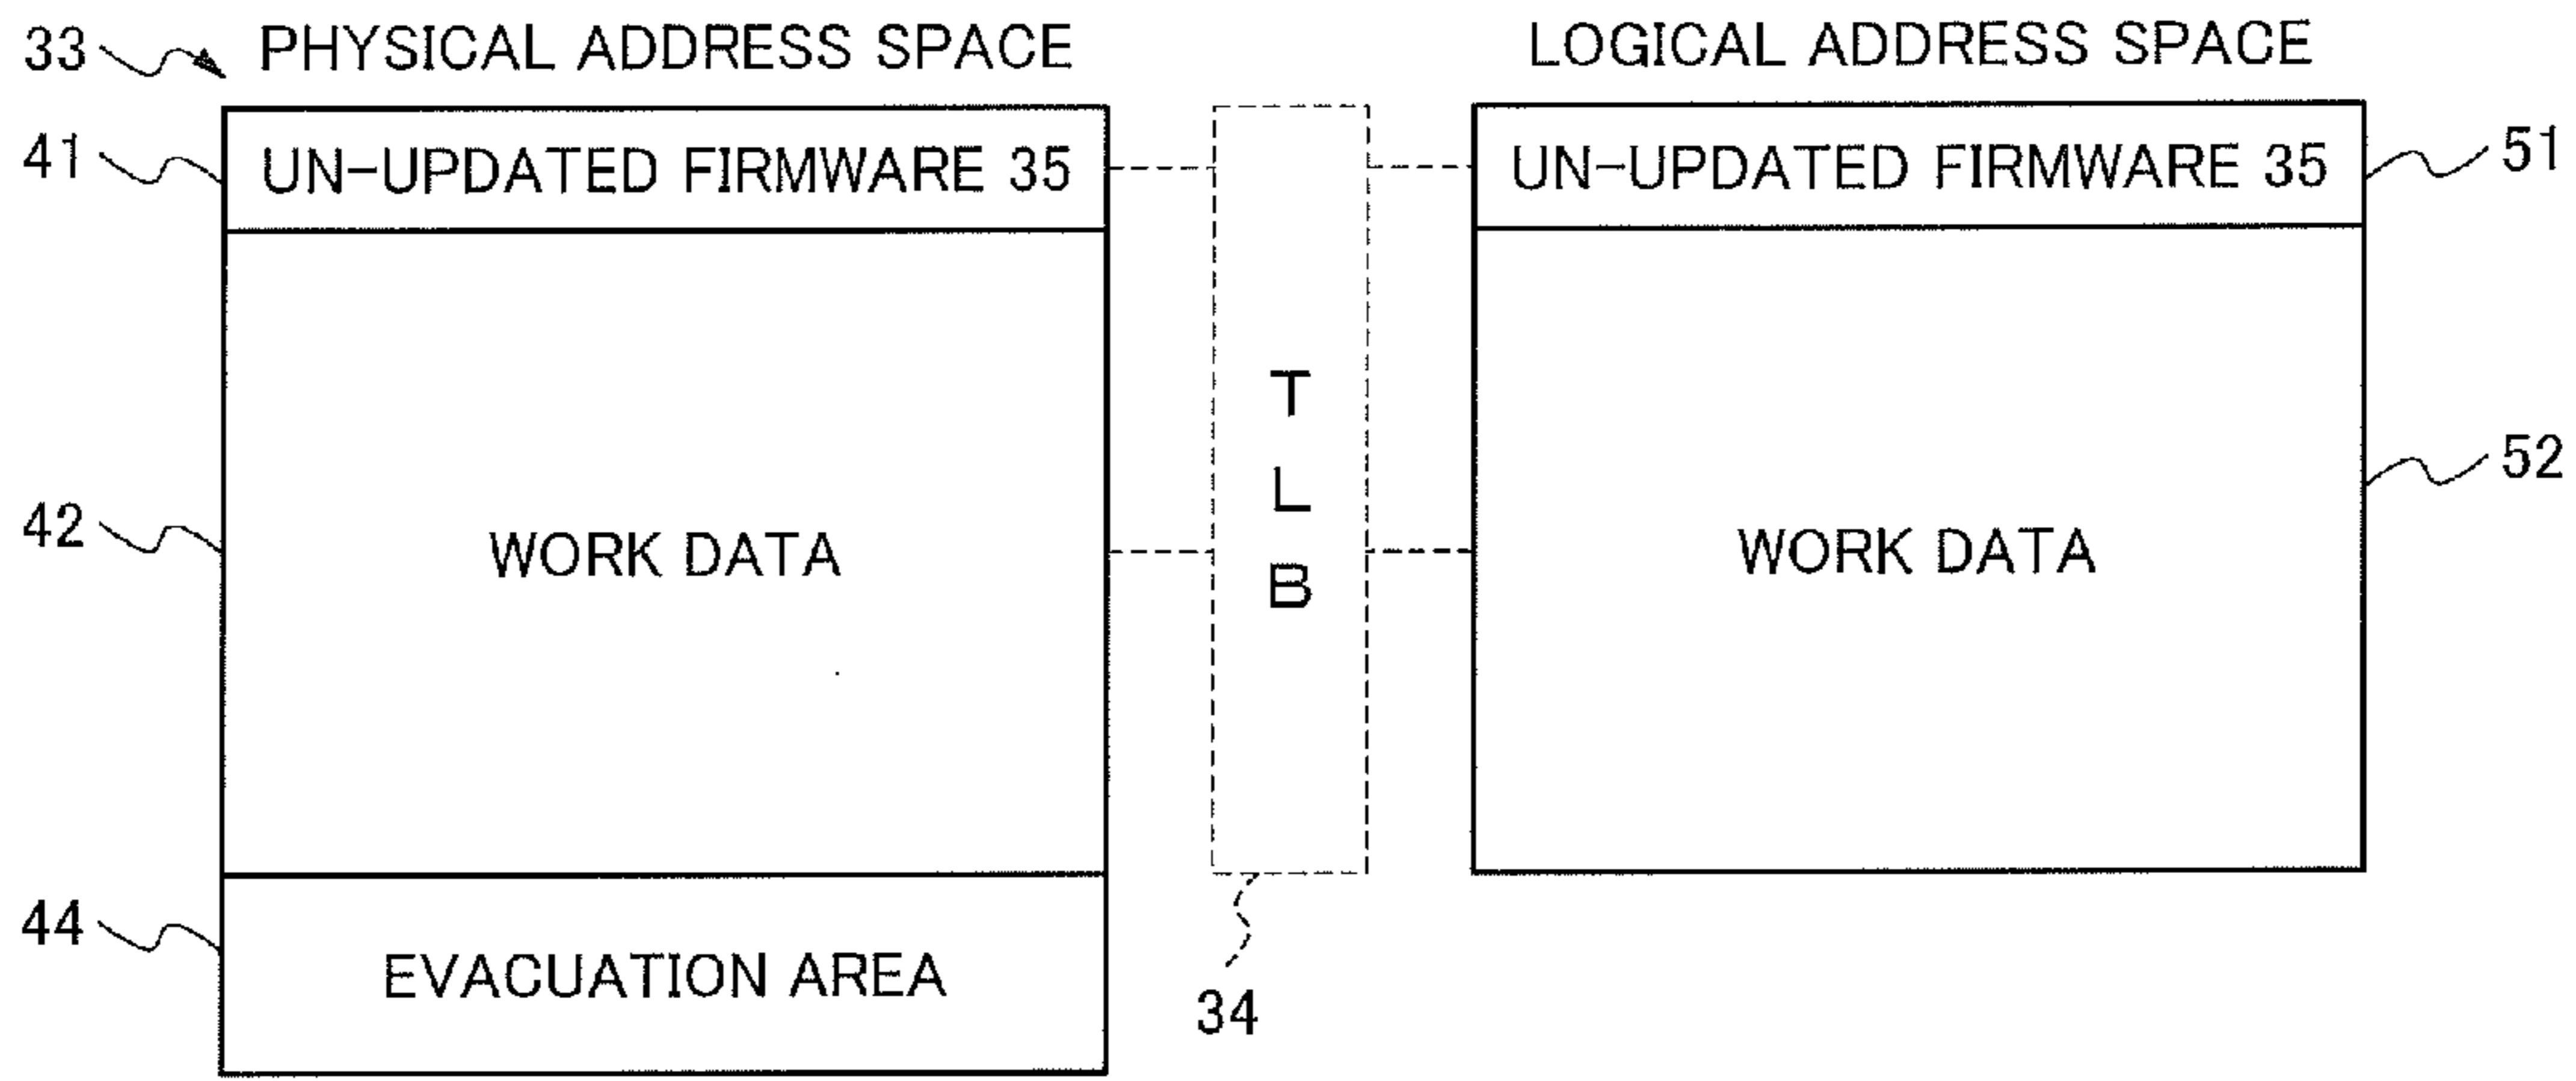 33 PHYSICAL ADDRESS SPACE LOGICAL ADDRESS SPACE
41 UN-UPDATED FIRMWARE 35 UN-UPDATED FIRMWARE 35 51
T
L
B
42 WORK DATA WORK DATA 52
44 EVACUATION AREA
34